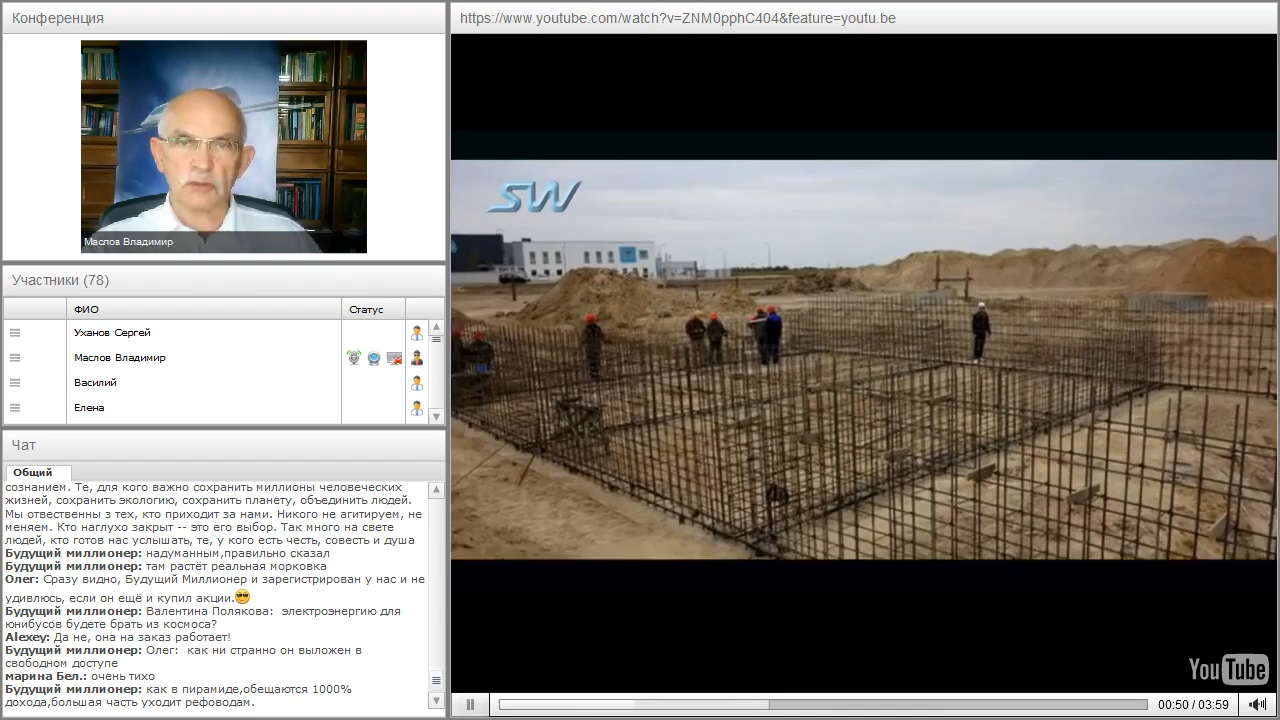 Конференция
Маслов Владимир
Участники (78)
ФИО
Статус
Уханов Сергей
Маслов Владимир
Василий
Елена
Чат
Общий
сознанием. Те, для кого важно сохранить миллионы человеческих
жизней, сохранить экологию, сохранить планету, объединить людей.
Мы отвественны з тех, кто приходит за нами. Никого не агитируем, не
меняем. Кто наглухо закрыт -- это его выбор. Так много на свете
людей, кто готов нас услышать, те, у кого есть честь, совесть и душа
Будущий миллионер: надуманным,правильно сказал
Будущий миллионер: там растёт реальная морковка
Олег: Сразу видно, Будущий Миллионер и зарегистрирован у нас и не
удивлюсь, если он ещё и купил акции.
Будущий миллионер: Валентина Полякова: электроэнергию для
юнибусов будете брать из космоса?
Alexey: Да не, она на заказ работает!
Будущий миллионер: Олег: как ни странно он выложен в
свободном доступе
марина Бел.: очень тихо
Будущий миллионер: как в пирамиде,обещаются 1000%
дохода,большая часть уходит рефоводам.
https://www.youtube.com/watch?v=ZNM0pphC404&feature=youtu.be
SW
YouTube
00:50 / 03:59